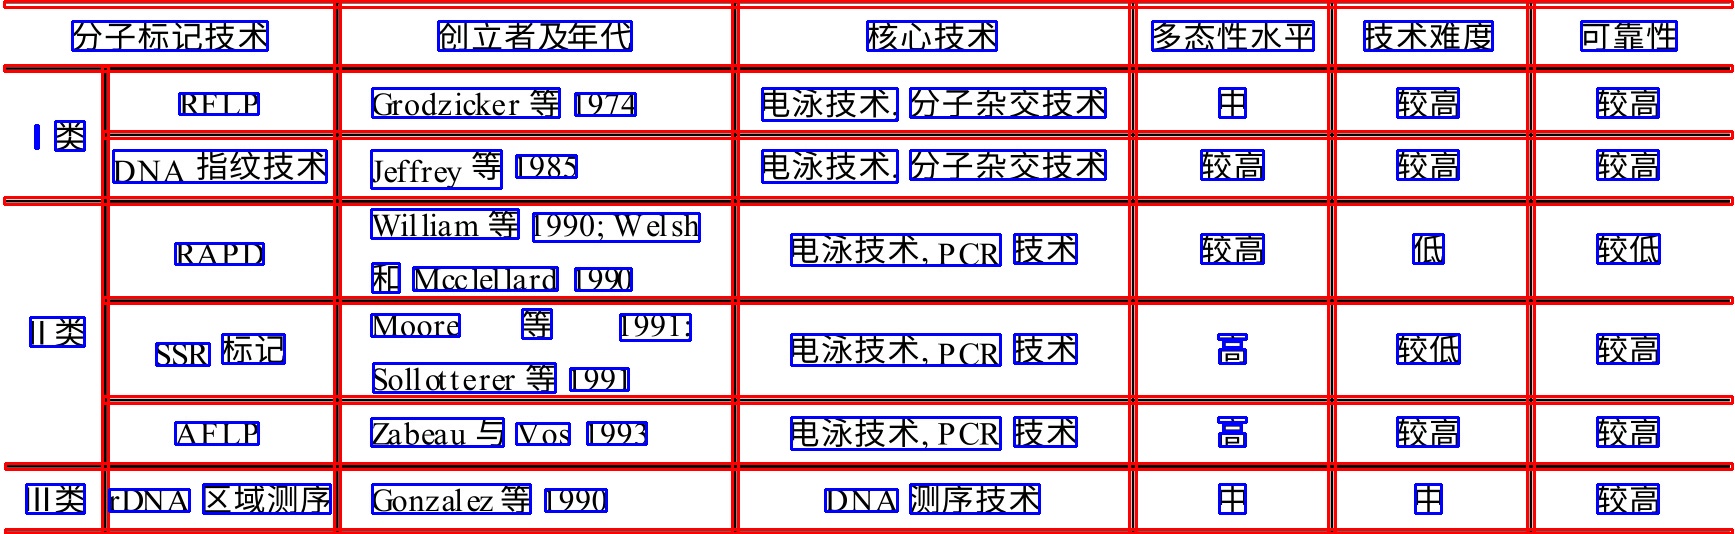 分子标记技术 创立者及年代 核心技术 多态性水平 技术难度 可靠性
I 类 RFLP Grodzicker 等 1974 电泳技术, 分子杂交技术 中 较高 较高
DNA 指纹技术 Jeffrey 等 1985 电泳技术, 分子杂交技术 较高 较高 较高
II 类 RAPD William 等 1990; Welsh
和 Mcclellard 1990 电泳技术, PCR 技术 较高 低 较低
SSR 标记 Moore 等 1991;
Sollotterer 等 1991 电泳技术, PCR 技术 高 较低 较高
AFLP Zabeau 与 Vos 1993 电泳技术, PCR 技术 高 较高 较高
III类 rDNA 区域测序 Gonzalez 等 1990 DNA 测序技术 中 中 较高